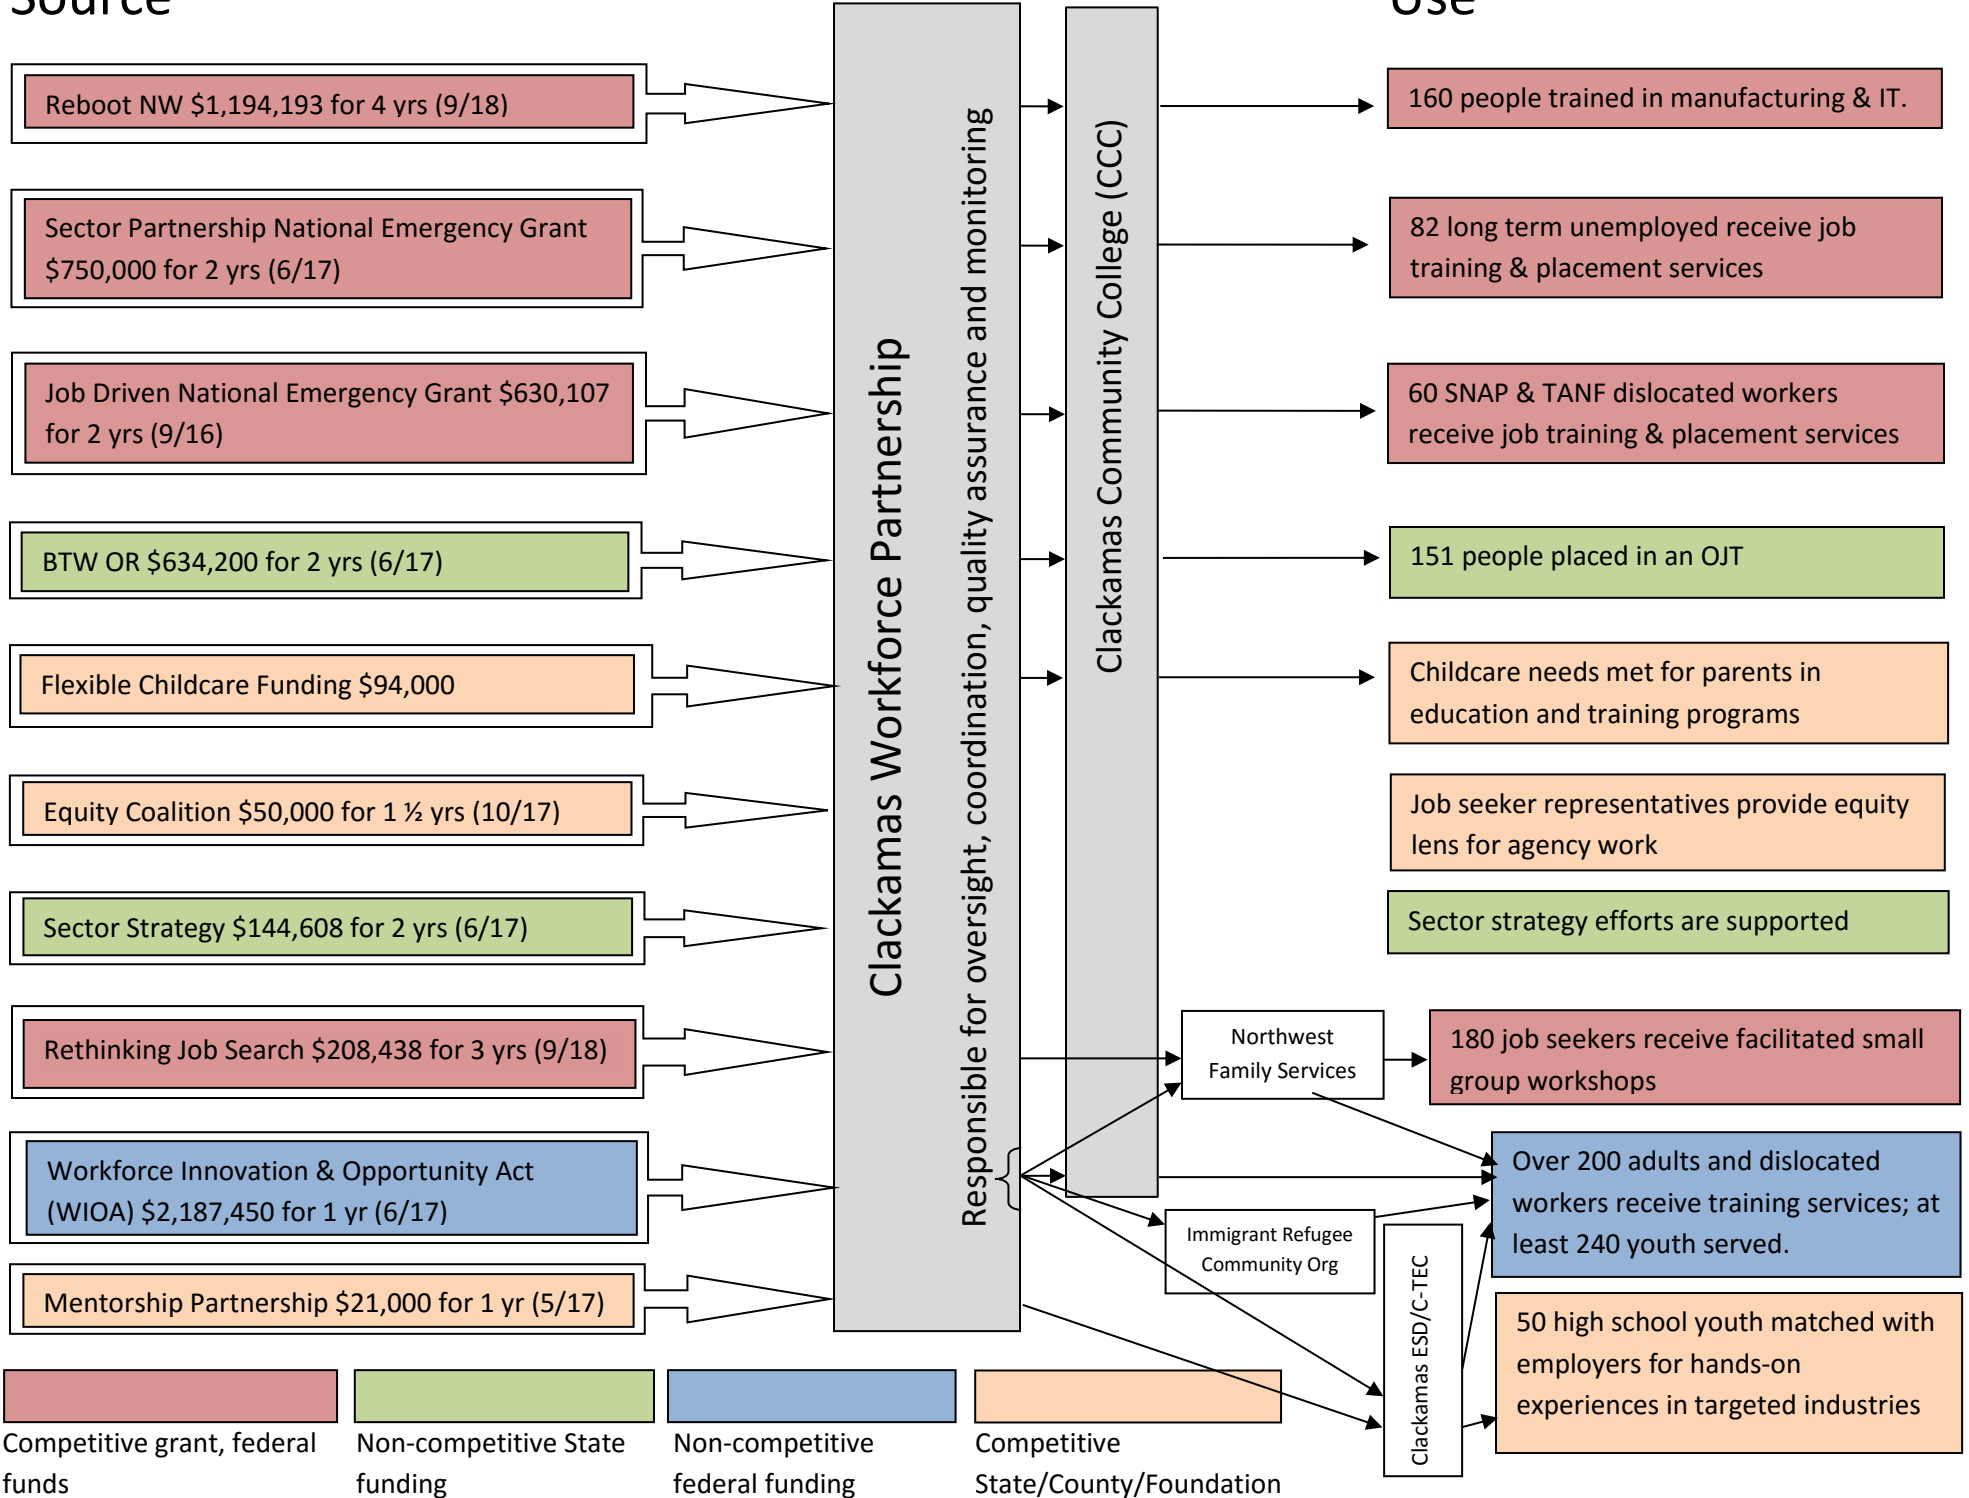 Source
Use
Reboot NW $1,194,193 for 4 yrs (9/18)
Sector Partnership National Emergency Grant
$750,000 for 2 yrs (6/17)
Job Driven National Emergency Grant $630,107
for 2 yrs (9/16)
BTW OR $634,200 for 2 yrs (6/17)
Flexible Childcare Funding $94,000
Equity Coalition $50,000 for 1 ½ yrs (10/17)
Sector Strategy $144,608 for 2 yrs (6/17)
Rethinking Job Search $208,438 for 3 yrs (9/18)
Workforce Innovation & Opportunity Act
(WIOA) $2,187,450 for 1 yr (6/17)
Mentorship Partnership $21,000 for 1 yr (5/17)
Clackamas Workforce Partnership
Responsible for oversight, coordination, quality assurance and monitoring
Clackamas Community College (CCC)
160 people trained in manufacturing & IT.
82 long term unemployed receive job
training & placement services
60 SNAP & TANF dislocated workers
receive job training & placement services
151 people placed in an OJT
Childcare needs met for parents in
education and training programs
Job seeker representatives provide equity
lens for agency work
Sector strategy efforts are supported
Northwest
Family Services
180 job seekers receive facilitated small
group workshops
Immigrant Refugee
Community Org
Clackamas ESD/C-TEC
Over 200 adults and dislocated
workers receive training services; at
least 240 youth served.
50 high school youth matched with
employers for hands-on
experiences in targeted industries
Competitive grant, federal
funds
Non-competitive State
funding
Non-competitive
federal funding
Competitive
State/County/Foundation